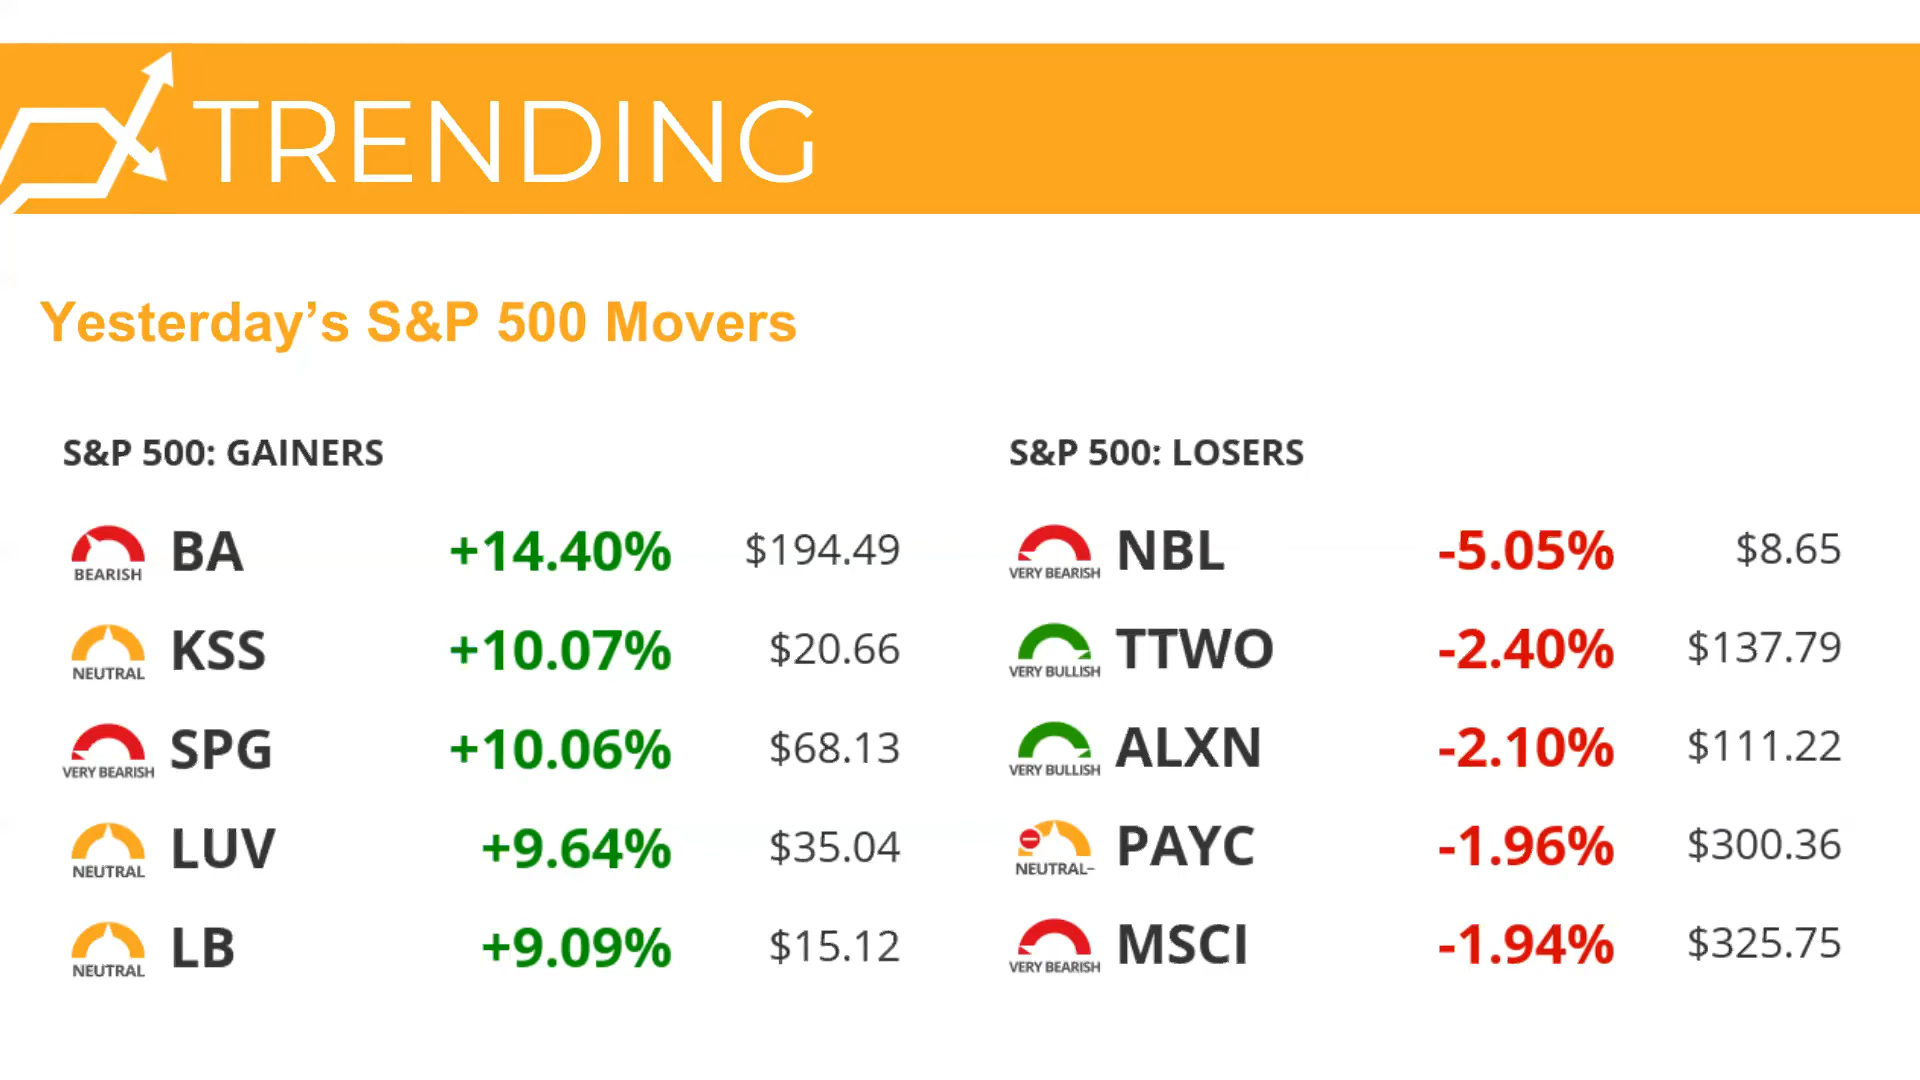 TRENDING
Yesterday’s S&P 500 Movers
S&P 500: GAINERS
BEARISH BA +14.40% $194.49
NEUTRAL KSS +10.07% $20.66
VERY BEARISH SPG +10.06% $68.13
NEUTRAL LUV +9.64% $35.04
NEUTRAL LB +9.09% $15.12
S&P 500: LOSERS
VERY BEARISH NBL -5.05% $8.65
VERY BULLISH TTWO -2.40% $137.79
VERY BULLISH ALXN -2.10% $111.22
NEUTRAL- PAYC -1.96% $300.36
VERY BEARISH MSCI -1.94% $325.75